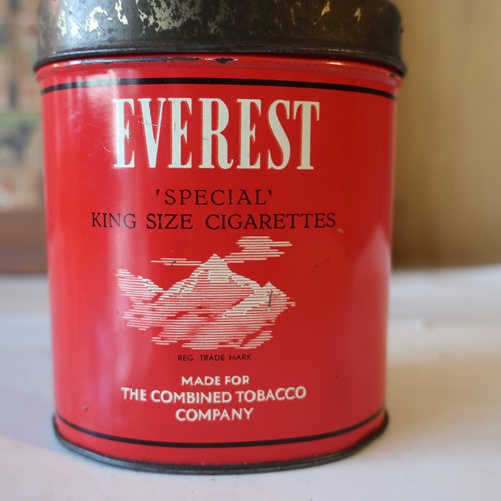 EVEREST
'SPECIAL'
KING SIZE CIGARETTES
REG. TRADE MARK
MADE FOR
THE COMBINED TOBACCO
COMPANY